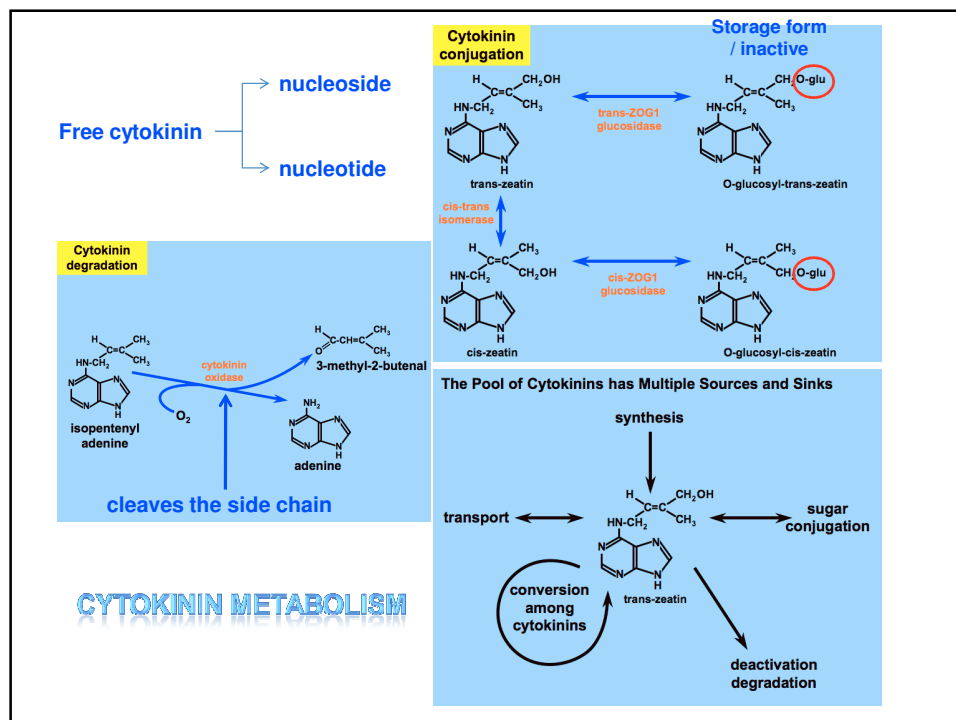 nucleoside
Free cytokinin
nucleotide
Cytokinin
conjugation
Storage form
/ inactive
H
CH₂OH
C=C
HN-CH₂
CH₃
N
N
N
N
H
trans-zeatin
trans-ZOG1
glucosidase
H
CH₂O-glu
C=C
HN-CH₂
CH₃
N
N
N
N
H
O-glucosyl-trans-zeatin
cis-trans
isomerase
H
CH₃
C=C
HN-CH₂
CH₂OH
N
N
N
N
H
cis-zeatin
cis-ZOG1
glucosidase
H
CH₃
C=C
HN-CH₂
CH₂O-glu
N
N
N
N
H
O-glucosyl-cis-zeatin
Cytokinin
degradation
H
CH₃
C=C
HN-CH₂
CH₃
N
N
N
N
H
isopentenyl
adenine
cytokinin
oxidase
O₂
H
CH₃
C-CH=C
O
CH₃
3-methyl-2-butenal
NH₂
N
N
N
N
H
adenine
cleaves the side chain
The Pool of Cytokinins has Multiple Sources and Sinks
synthesis
H
CH₂OH
C=C
HN-CH₂
CH₃
N
N
N
N
H
trans-zeatin
transport
sugar
conjugation
conversion
among
cytokinins
deactivation
degradation
CYTOKININ METABOLISM